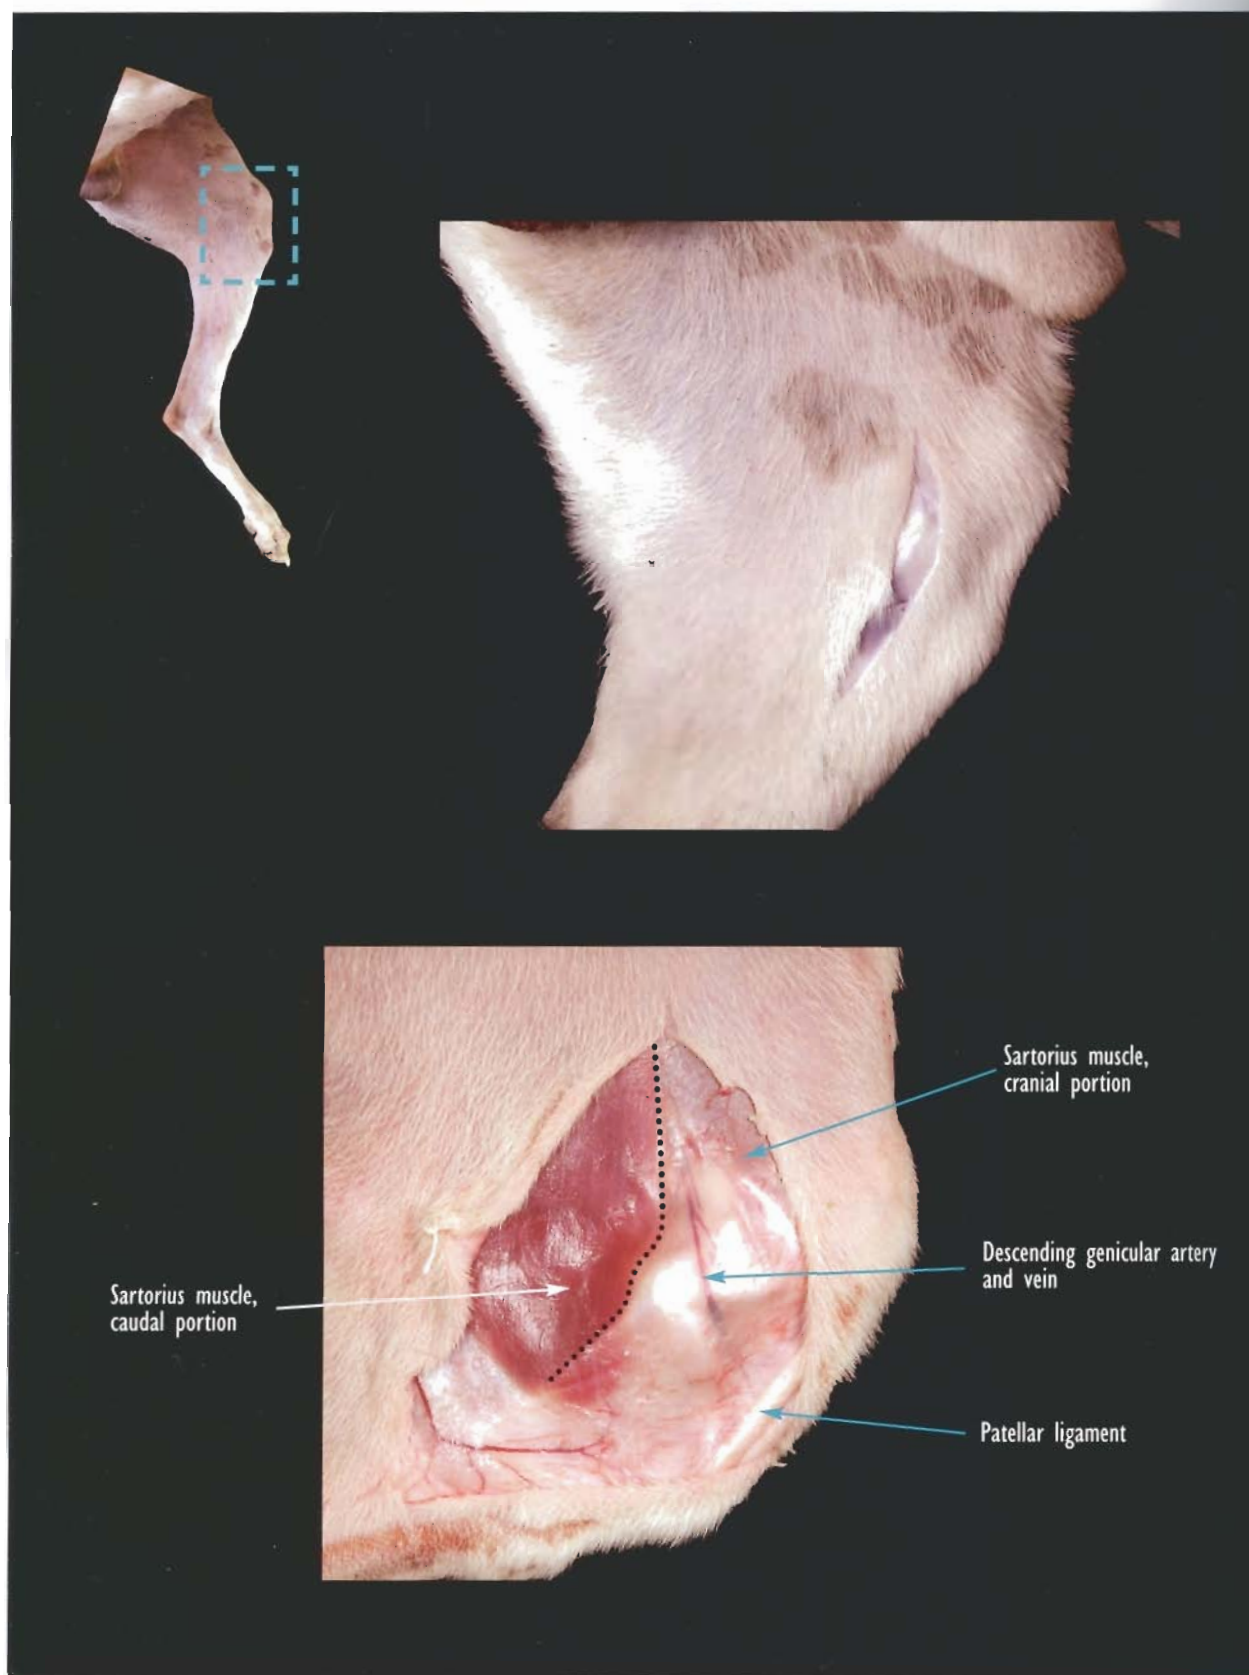 Sartorius muscle,
cranial portion
Descending genicular artery
and vein
Sartorius muscle,
caudal portion
Patellar ligament